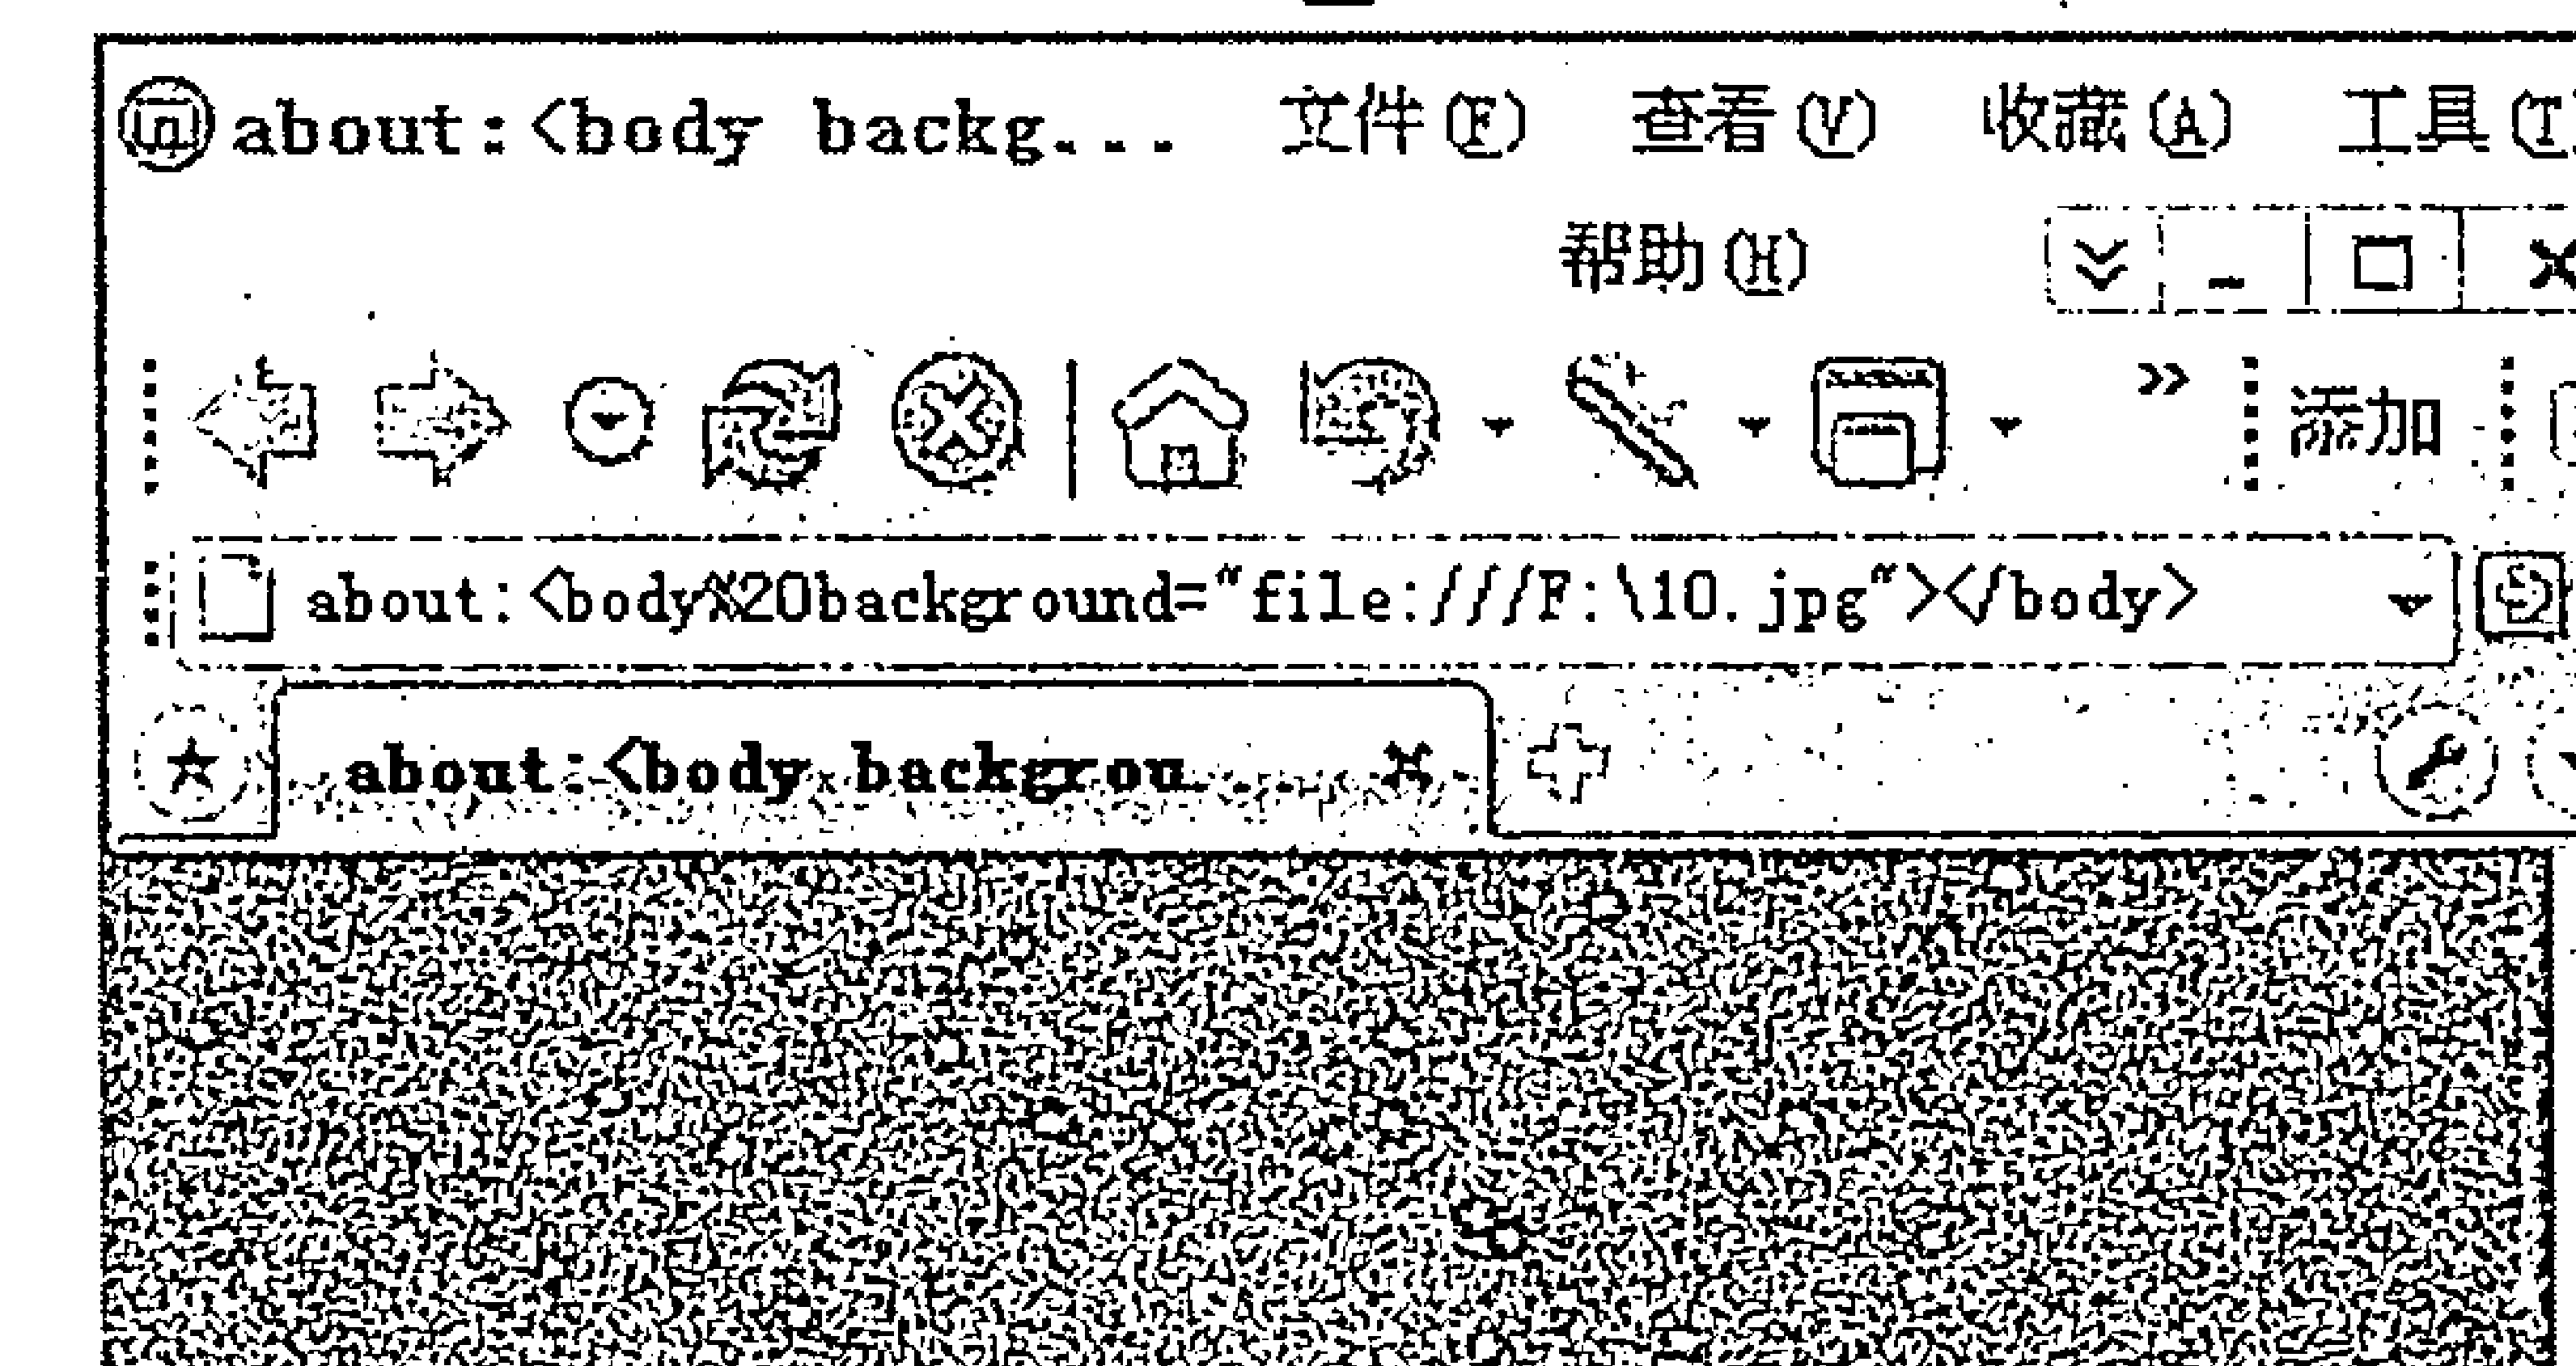 about:<body backg... 文件(F) 查看(V) 收藏(A) 工具(T
帮助(H)
添加
about:<body%20background="file:///F:\10.jpg"></body>
about:<body backgrou